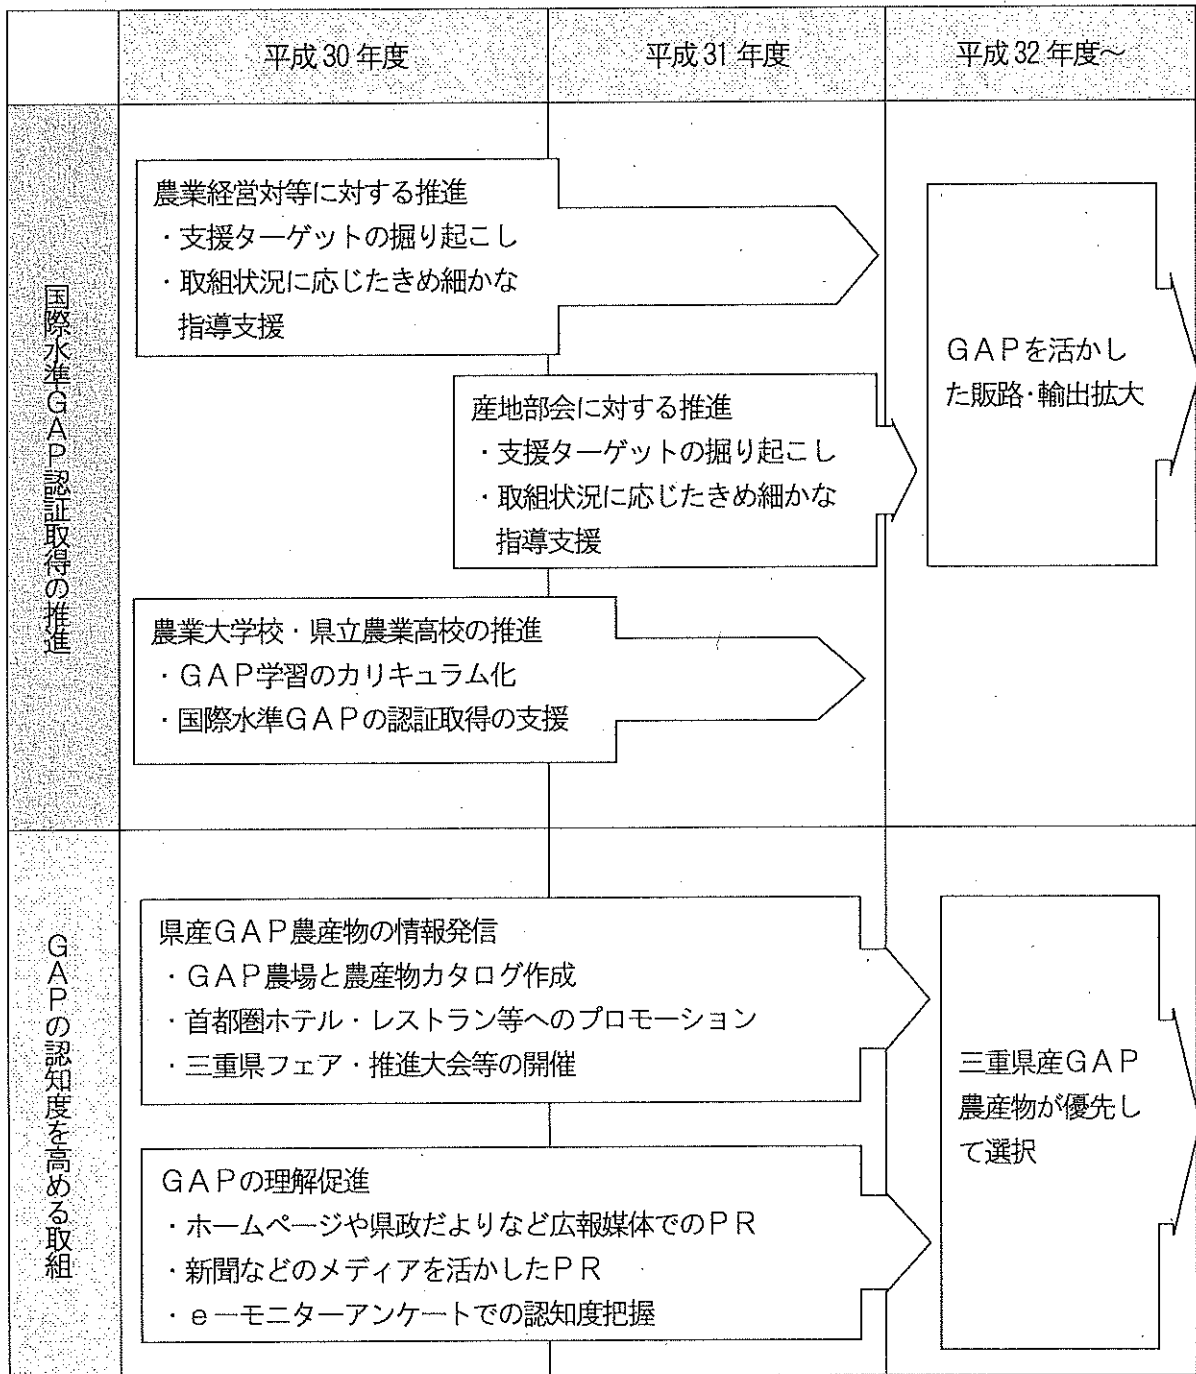 平成30年度
平成31年度
平成32年度～
国際水準GAP認証取得の推進
農業経営対等に対する推進
・支援ターゲットの掘り起こし
・取組状況に応じたきめ細かな
指導支援
産地部会に対する推進
・支援ターゲットの掘り起こし
・取組状況に応じたきめ細かな
指導支援
農業大学校・県立農業高校の推進
・GAP学習のカリキュラム化
・国際水準GAPの認証取得の支援
GAPを活かし
た販路・輸出拡大
GAPの認知度を高める取組
県産GAP農産物の情報発信
・GAP農場と農産物カタログ作成
・首都圏ホテル・レストラン等へのプロモーション
・三重県フェア・推進大会等の開催
GAPの理解促進
・ホームページや県政だよりなど広報媒体でのPR
・新聞などのメディアを活かしたPR
・e－モニターアンケートでの認知度把握
三重県産GAP
農産物が優先し
て選択